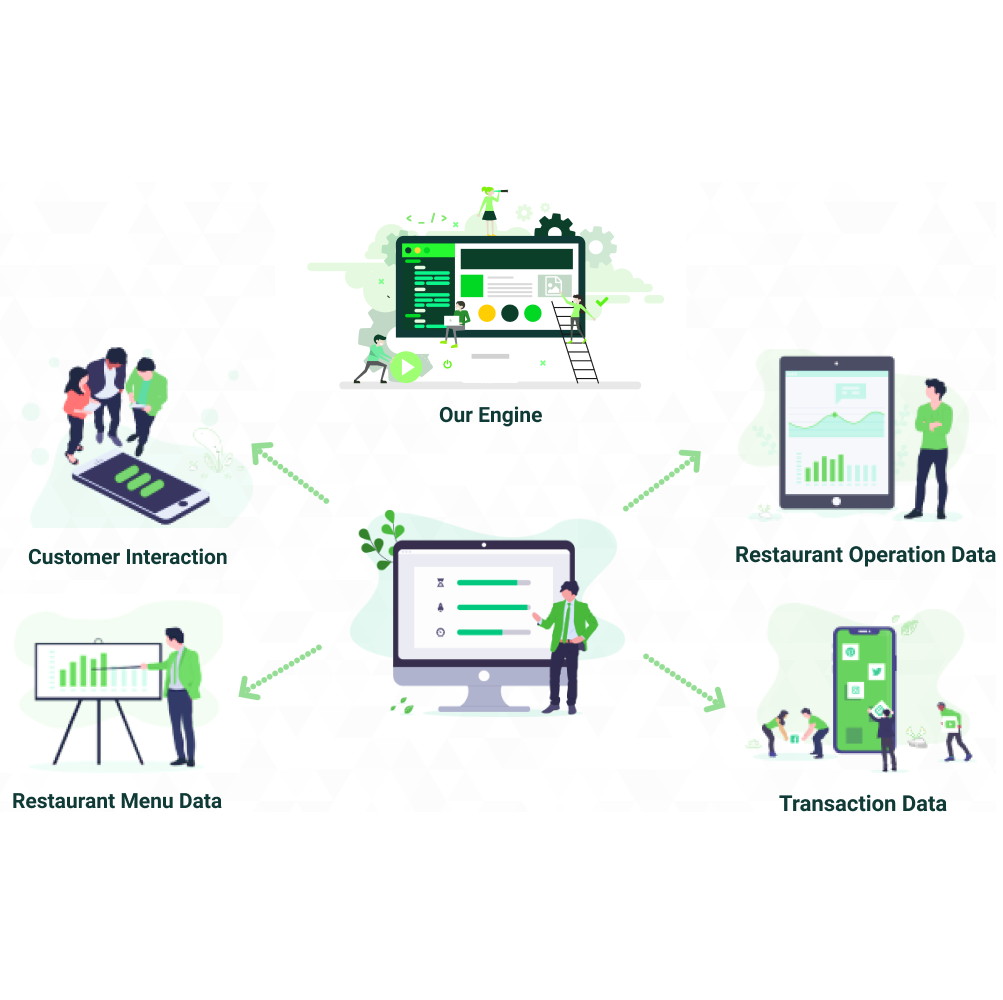 < _ / >
Our Engine
Customer Interaction
Restaurant Operation Data
Restaurant Menu Data
Transaction Data